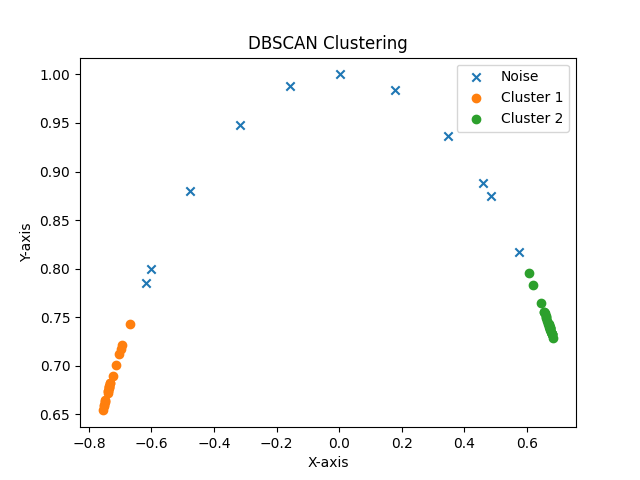 DBSCAN Clustering
Noise
Cluster 1
Cluster 2
1.00
0.95
0.90
0.85
0.80
0.75
0.70
0.65
Y-axis
−0.8 −0.6 −0.4 −0.2 0.0 0.2 0.4 0.6
X-axis